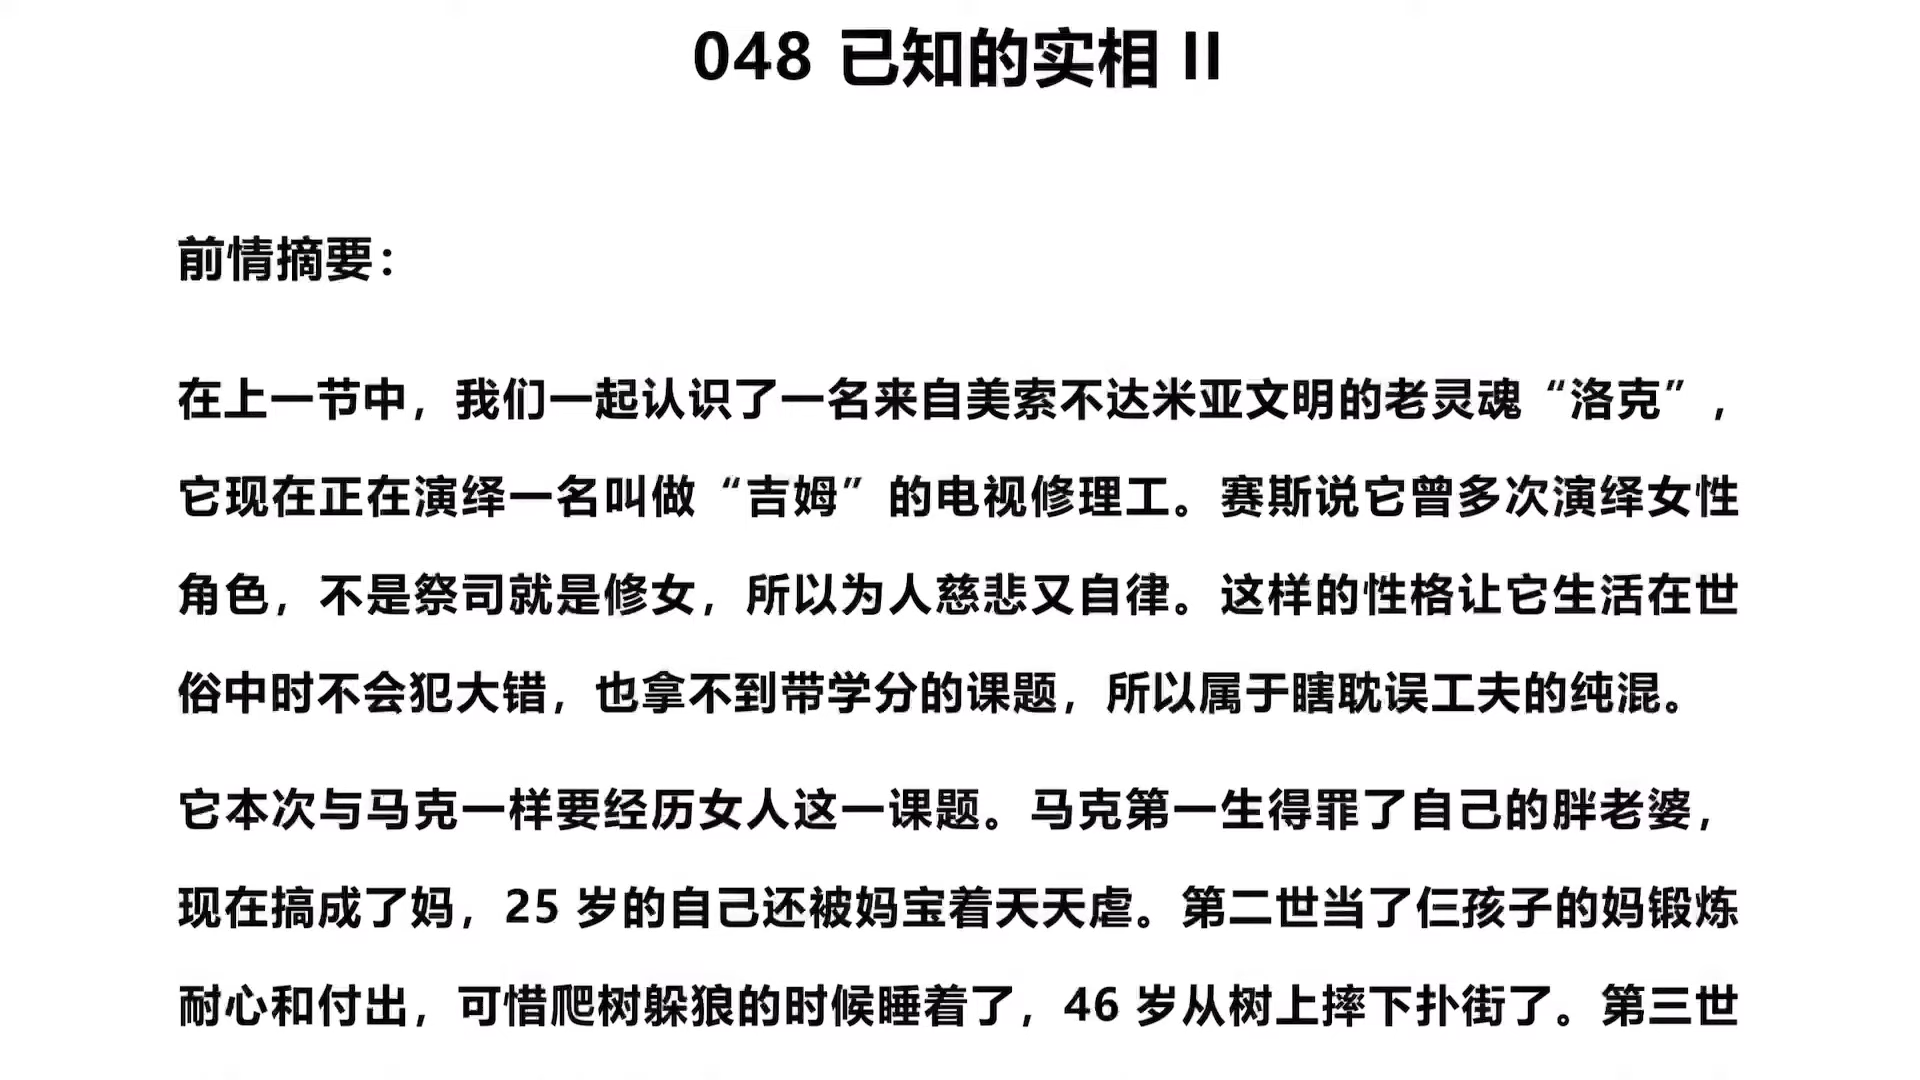 048 已知的实相 II
前情摘要：
在上一节中，我们一起认识了一名来自美索不达米亚文明的老灵魂“洛克”，
它现在正在演绎一名叫做“吉姆”的电视修理工。赛斯说它曾多次演绎女性
角色，不是祭司就是修女，所以为人慈悲又自律。这样的性格让它生活在世
俗中时不会犯大错，也拿不到带学分的课题，所以属于瞎耽误工夫的纯混。
它本次与马克一样要经历女人这一课题。马克第一生得罪了自己的胖老婆，
现在搞成了妈，25 岁的自己还被妈宝着天天虐。第二世当了仨孩子的妈锻炼
耐心和付出，可惜爬树躲狼的时候睡着了，46 岁从树上摔下扑街了。第三世